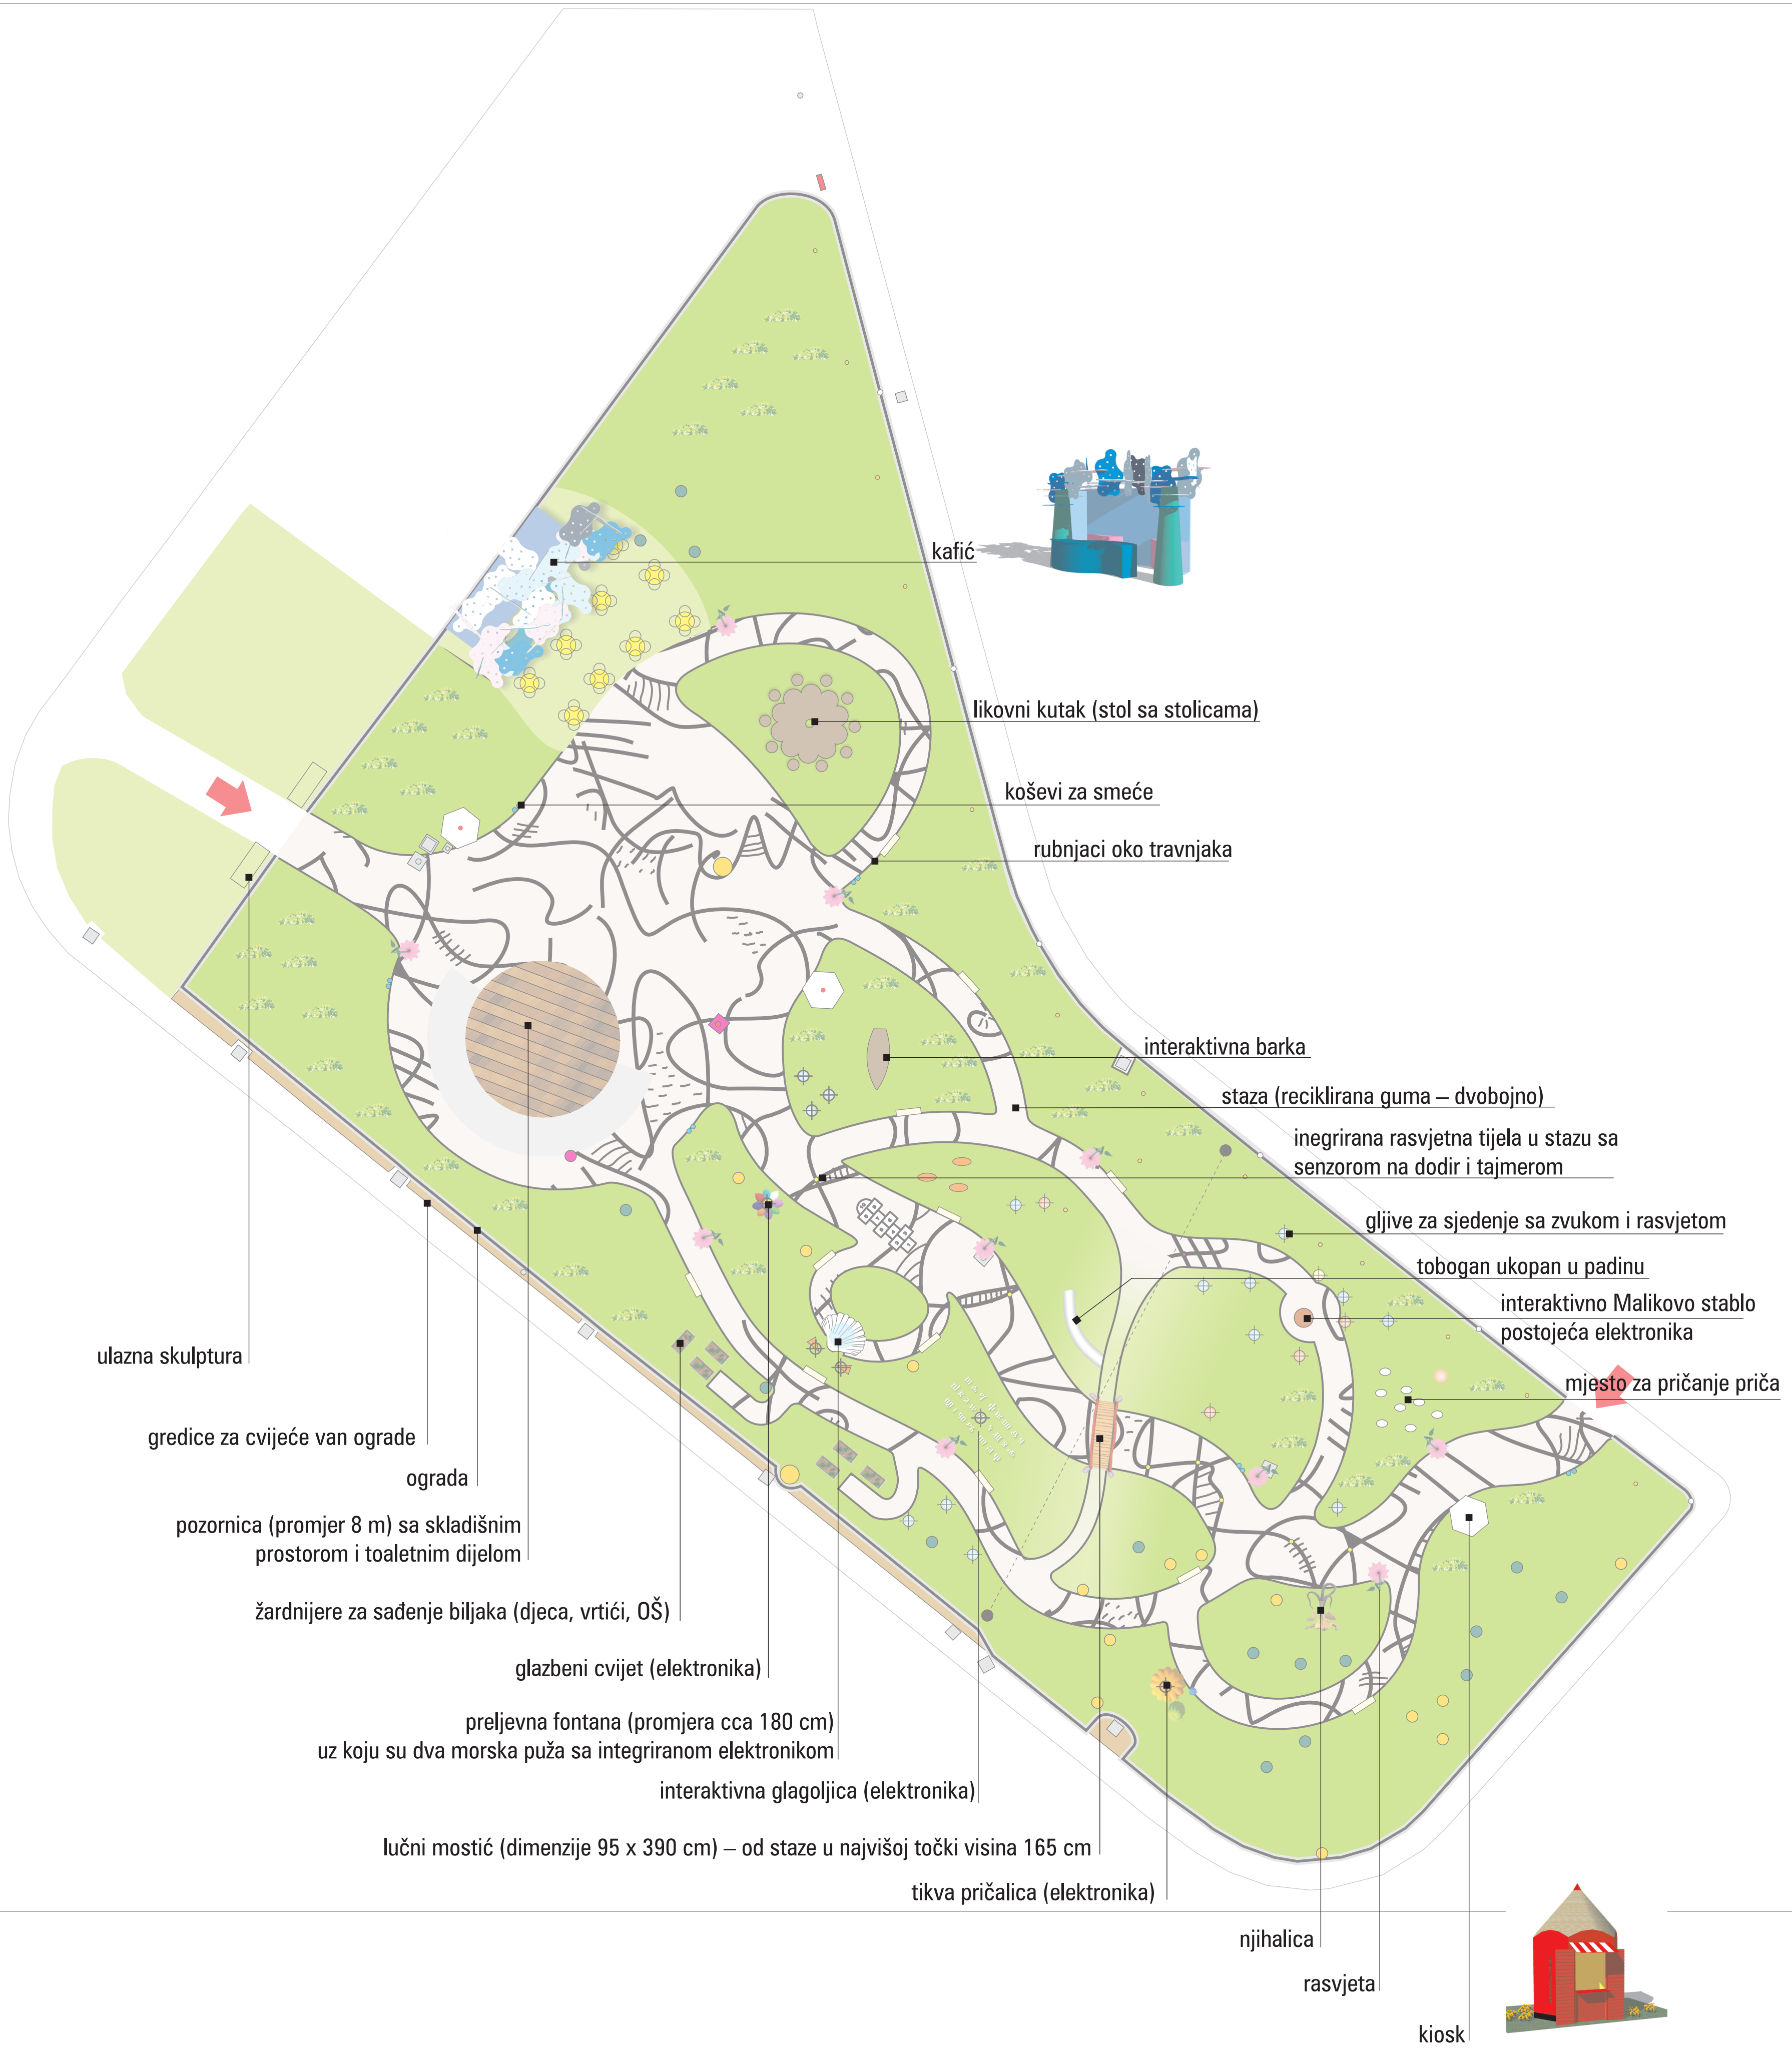 kafić
likovni kutak (stol sa stolicama)
koševi za smeće
rubnjaci oko travnjaka
interaktivna barka
staza (reciklirana guma – dvobojno)
inegrirana rasvjetna tijela u stazu sa
senzorom na dodir i tajmerom
gljive za sjedenje sa zvukom i rasvjetom
tobogan ukopan u padinu
interaktivno Malikovo stablo
postojeća elektronika
mjesto za pričanje priča
ulazna skulptura
gredice za cvijeće van ograde
ograda
pozornica (promjer 8 m) sa skladišnim
prostorom i toaletnim dijelom
žardnijere za sađenje biljaka (djeca, vrtići, OŠ)
glazbeni cvijet (elektronika)
preljevna fontana (promjera cca 180 cm)
uz koju su dva morska puža sa integriranom elektronikom
interaktivna glagoljica (elektronika)
lučni mostić (dimenzije 95 x 390 cm) – od staze u najvišoj točki visina 165 cm
tikva pričalica (elektronika)
njihalica
rasvjeta
kiosk